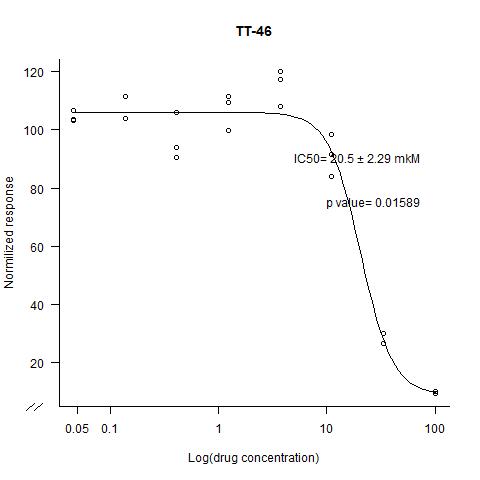 TT-46
120
100
80
60
40
20
Normilized response
IC50= 20.5 ± 2.29 mkM
p value= 0.01589
0.05 0.1 1 10 100
Log(drug concentration)